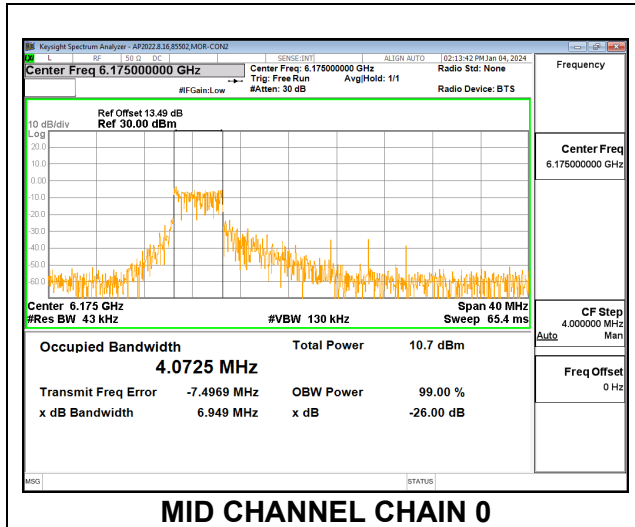 Keysight Spectrum Analyzer - AP2022.8.16,85502,MOR-CON2
L RF 50 Ω DC SENSE:INT ALIGN AUTO 02:13:42 PM Jan 04, 2024
Center Freq 6.175000000 GHz
Center Freq: 6.175000000 GHz Radio Std: None
Trig: Free Run Avg|Hold: 1/1
#IFGain:Low #Atten: 30 dB Radio Device: BTS
Frequency
Ref Offset 13.49 dB
10 dB/div Ref 30.00 dBm
Log
20.0
10.0
0.00
-10.0
-20.0
-30.0
-40.0
-50.0
-60.0
Center 6.175 GHz Span 40 MHz
#Res BW 43 kHz #VBW 130 kHz Sweep 65.4 ms
Center Freq
6.175000000 GHz
CF Step
4.000000 MHz
Auto Man
Freq Offset
0 Hz
Occupied Bandwidth Total Power 10.7 dBm
4.0725 MHz
Transmit Freq Error -7.4969 MHz OBW Power 99.00 %
x dB Bandwidth 6.949 MHz x dB -26.00 dB
MSG STATUS
MID CHANNEL CHAIN 0